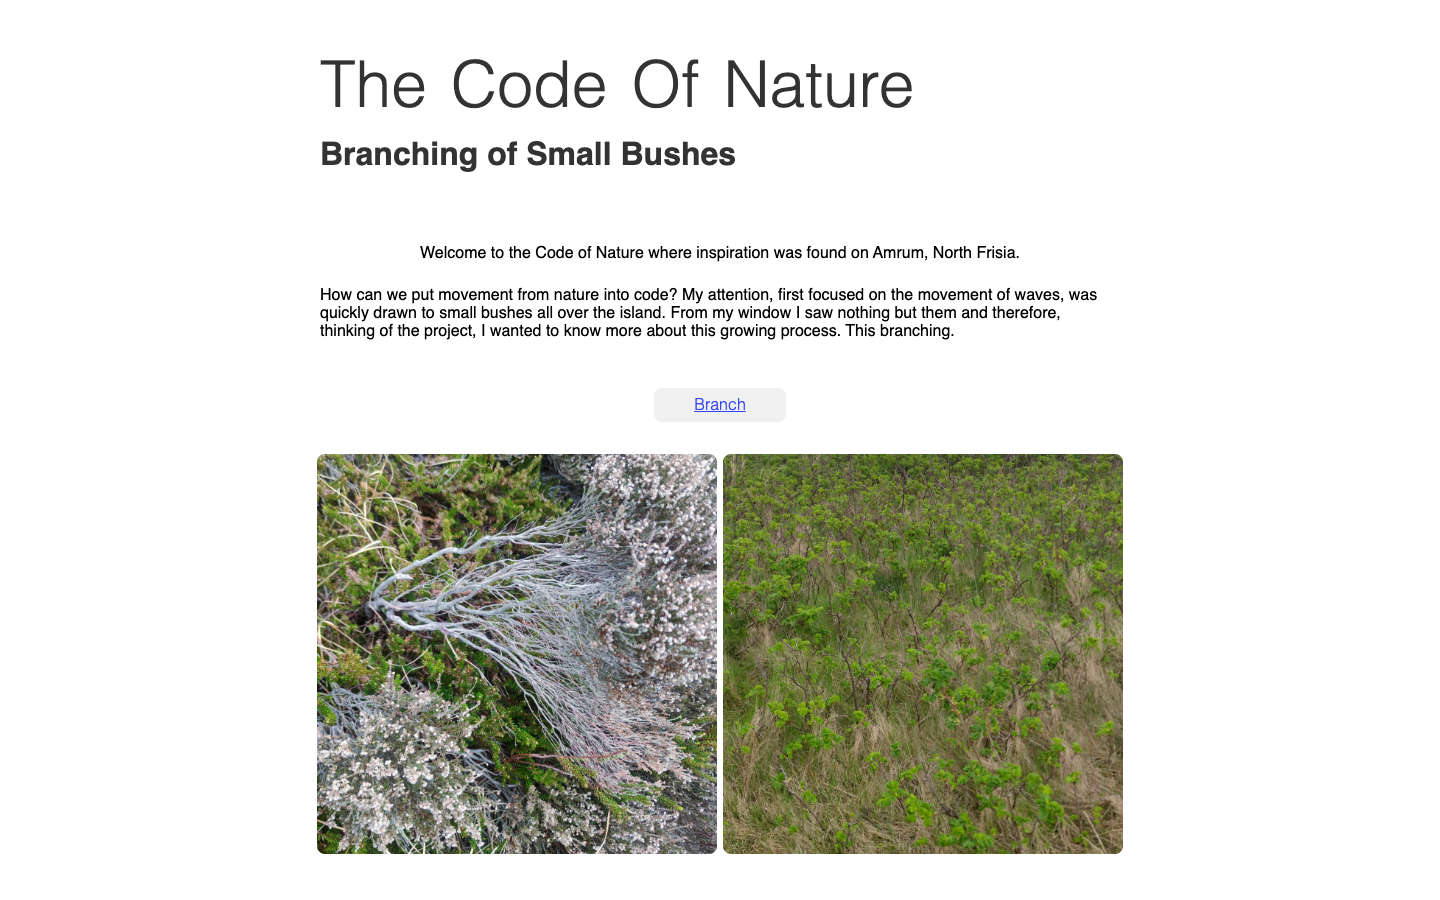 The Code Of Nature
Branching of Small Bushes
Welcome to the Code of Nature where inspiration was found on Amrum, North Frisia.
How can we put movement from nature into code? My attention, first focused on the movement of waves, was
quickly drawn to small bushes all over the island. From my window I saw nothing but them and therefore,
thinking of the project, I wanted to know more about this growing process. This branching.
Branch